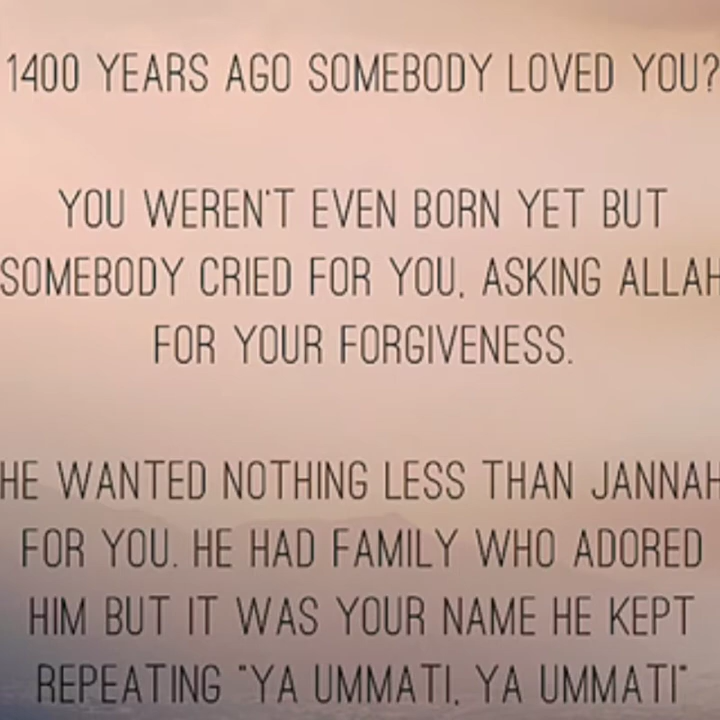 1400 YEARS AGO SOMEBODY LOVED YOU?
YOU WEREN'T EVEN BORN YET BUT
SOMEBODY CRIED FOR YOU, ASKING ALLAH
FOR YOUR FORGIVENESS.
HE WANTED NOTHING LESS THAN JANNAH
FOR YOU. HE HAD FAMILY WHO ADORED
HIM BUT IT WAS YOUR NAME HE KEPT
REPEATING "YA UMMATI, YA UMMATI"